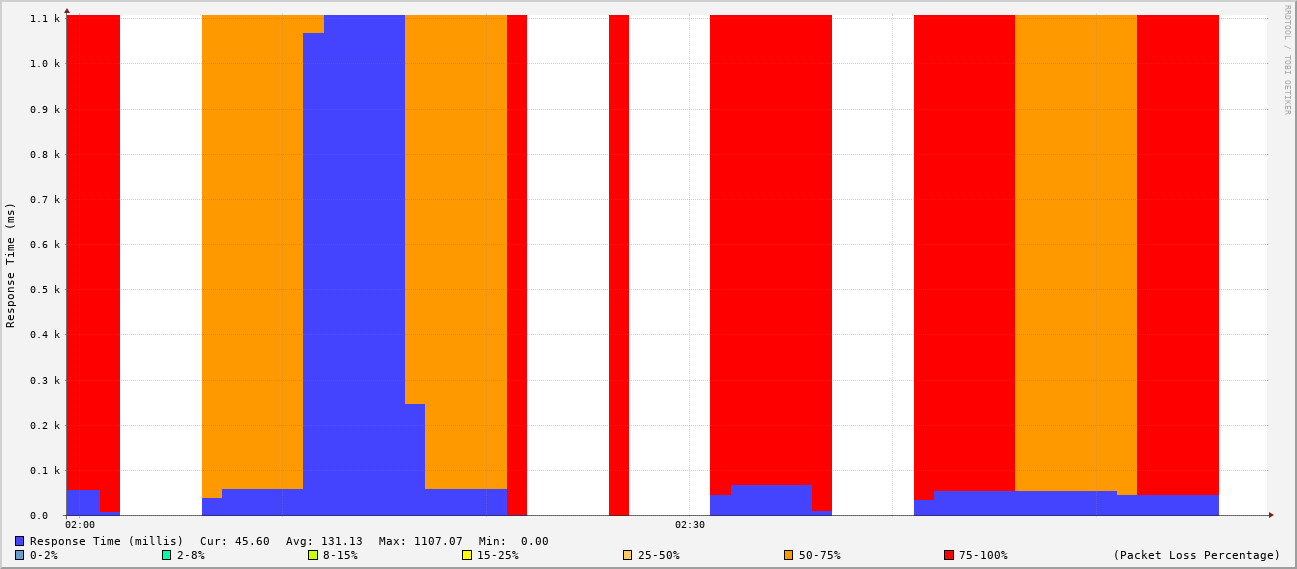 1.1 k
1.0 k
0.9 k
0.8 k
0.7 k
0.6 k
0.5 k
0.4 k
0.3 k
0.2 k
0.1 k
0.0
Response Time (ms)
RRDTOOL / TOBI OETIKER
02:00 02:30
Response Time (millis) Cur: 45.60 Avg: 131.13 Max: 1107.07 Min: 0.00
0-2% 2-8% 8-15% 15-25% 25-50% 50-75% 75-100% (Packet Loss Percentage)